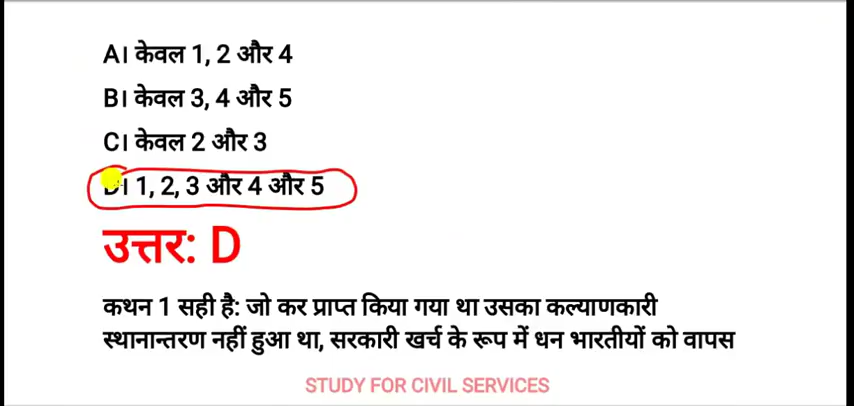 A। केवल 1, 2 और 4
B। केवल 3, 4 और 5
C। केवल 2 और 3
D। 1, 2, 3 और 4 और 5
उत्तर: D
कथन 1 सही है: जो कर प्राप्त किया गया था उसका कल्याणकारी
स्थानान्तरण नहीं हुआ था, सरकारी खर्च के रूप में धन भारतीयों को वापस
STUDY FOR CIVIL SERVICES